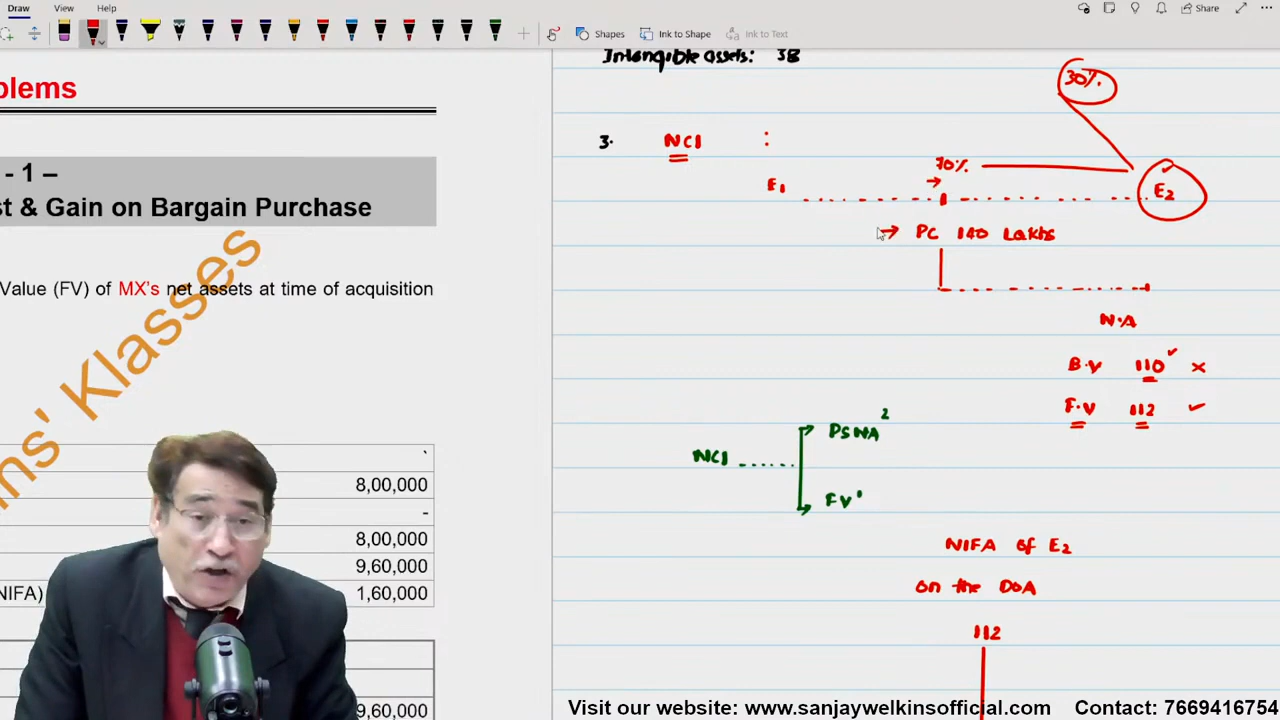 Draw View Help
Share
Shapes
Ink to Shape
Ink to Text
Intangible assets: 38
blems
- 1 –
st & Gain on Bargain Purchase
Value (FV) of MX's net assets at time of acquisition
ns' Klasses
8,00,000
-
8,00,000
9,60,000
NIFA) 1,60,000
9,60,000
30%
3. NCI :
70%
E1
E2
PC 140 Lakhs
N.A
B.V 110
F.V 112
NCI
PSNA 2
FV 1
NIFA of E2
on the DOA
112
Visit our website: www.sanjaywelkinsofficial.com Contact: 7669416754